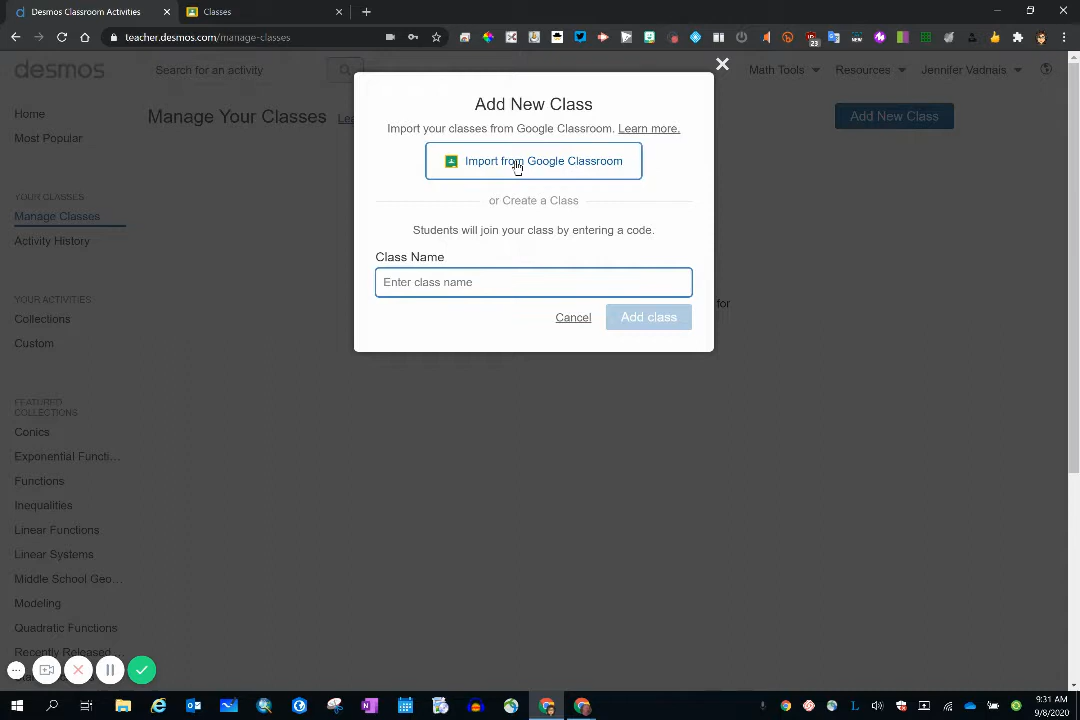 Desmos Classroom Activities
Classes
teacher.desmos.com/manage-classes
23
NEW
desmos
Search for an activity
Math Tools
Resources
Jennifer Vadnais
Home
Most Popular
Manage Your Classes
Add New Class
YOUR CLASSES
Manage Classes
Activity History
YOUR ACTIVITIES
Collections
Custom
FEATURED
COLLECTIONS
Conics
Exponential Functi...
Functions
Inequalities
Linear Functions
Linear Systems
Middle School Geo...
Modeling
Quadratic Functions
Recently Released ...
Add New Class
Import your classes from Google Classroom. Learn more.
Import from Google Classroom
or Create a Class
Students will join your class by entering a code.
Class Name
Enter class name
Cancel
Add class
for
9:31 AM
9/8/2020